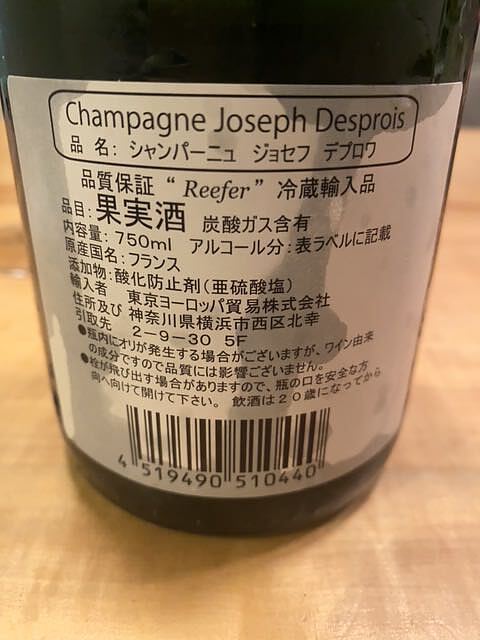 Champagne Joseph Desprois
品 名: シャンパーニュ ジョセフ デプロワ
品質保証 “ Reefer ” 冷蔵輸入品
品目: 果実酒 炭酸ガス含有
内容量: 750ml アルコール分:表ラベルに記載
原産国名:フランス
添加物:酸化防止剤(亜硫酸塩)
輸入者 東京ヨーロッパ貿易株式会社
住所及び 神奈川県横浜市西区北幸
引取先 2-9-30 5F
●瓶内にオリが発生する場合がございますが、ワイン由来
の成分ですので品質には影響ございません。
●栓が飛び出す場合がありますので、瓶の口を安全な方
向へ向けて開けて下さい。 飲酒は20歳になってから
4 519490 510440